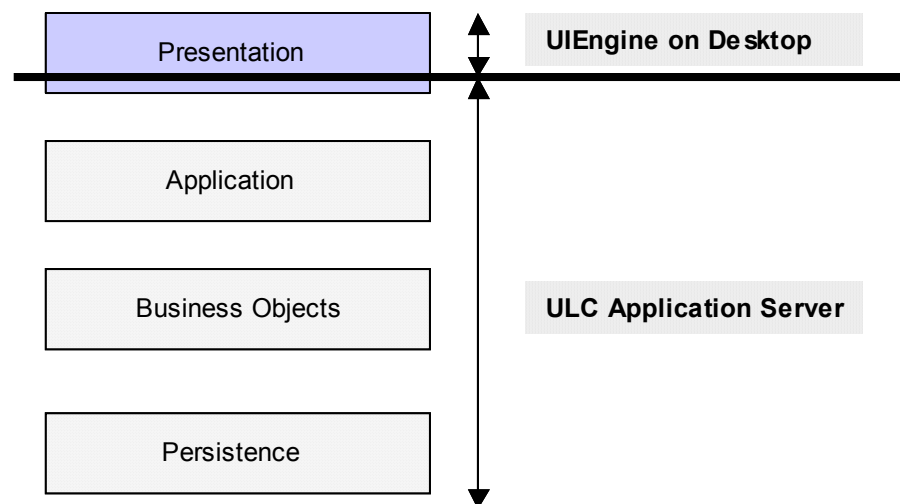 Presentation
UIEngine on Desktop
Application
Business Objects
ULC Application Server
Persistence